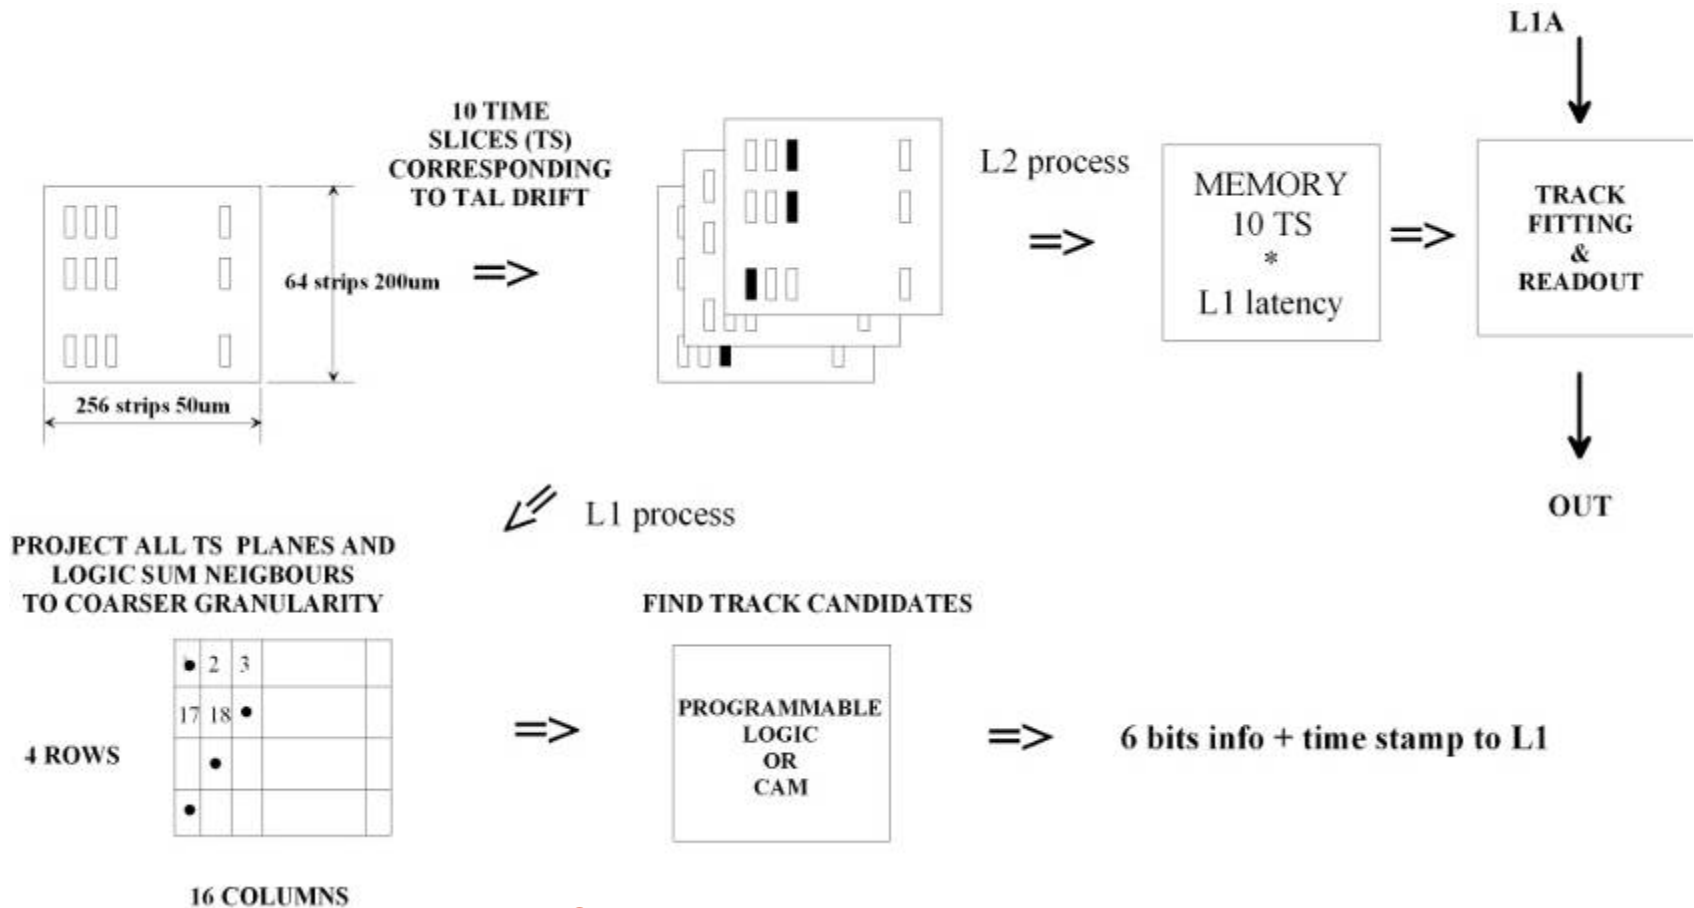 L1A
10 TIME
SLICES (TS)
CORRESPONDING
TO TAL DRIFT
64 strips 200um
=>
256 strips 50um
L2 process
=>
MEMORY
10 TS
*
L1 latency
=>
TRACK
FITTING
&
READOUT
OUT
L1 process
PROJECT ALL TS PLANES AND
LOGIC SUM NEIGBOURS
TO COARSER GRANULARITY
2 3
17 18
4 ROWS
16 COLUMNS
=>
FIND TRACK CANDIDATES
PROGRAMMABLE
LOGIC
OR
CAM
=>
6 bits info + time stamp to L1